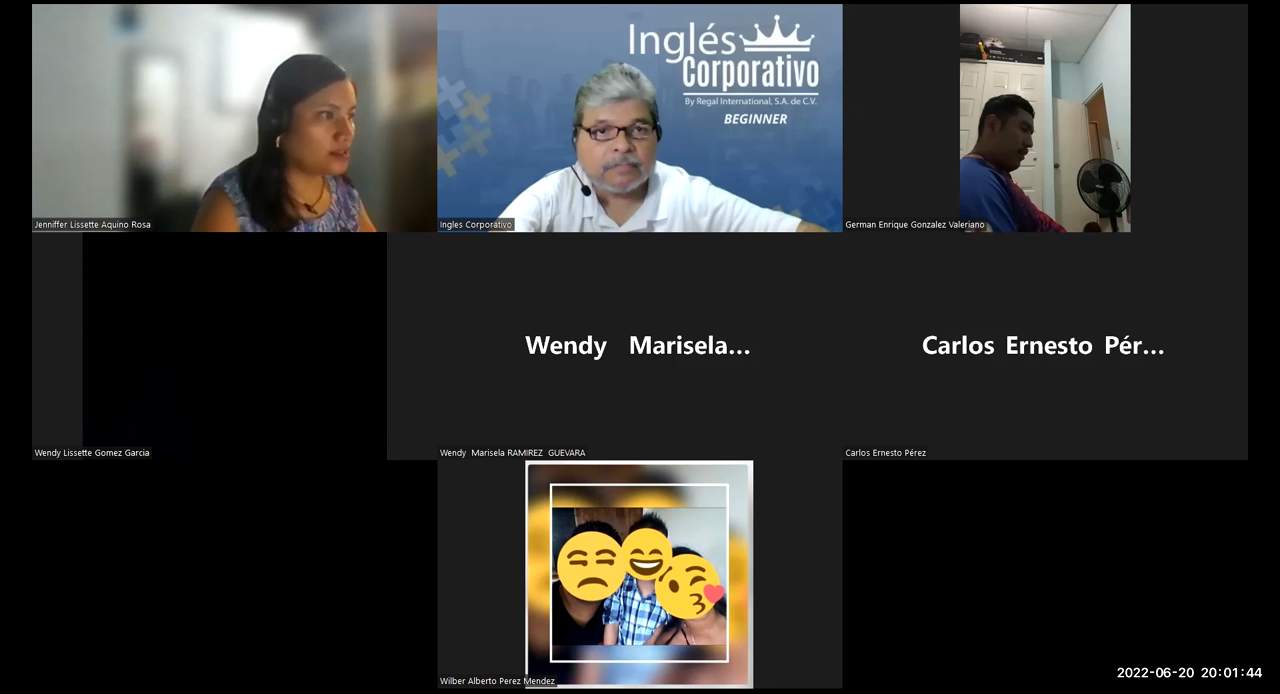 Inglés
Corporativo
By Regal International, S.A. de C.V.
BEGINNER
Jenniffer Lissette Aquino Rosa
Ingles Corporativo
German Enrique Gonzalez Valeriano
Wendy Marisela...
Carlos Ernesto Pér...
Wendy Lissette Gomez Garcia
Wendy Marisela RAMIREZ GUEVARA
Carlos Ernesto Pérez
Wilber Alberto Perez Mendez
2022-06-20 20:01:44